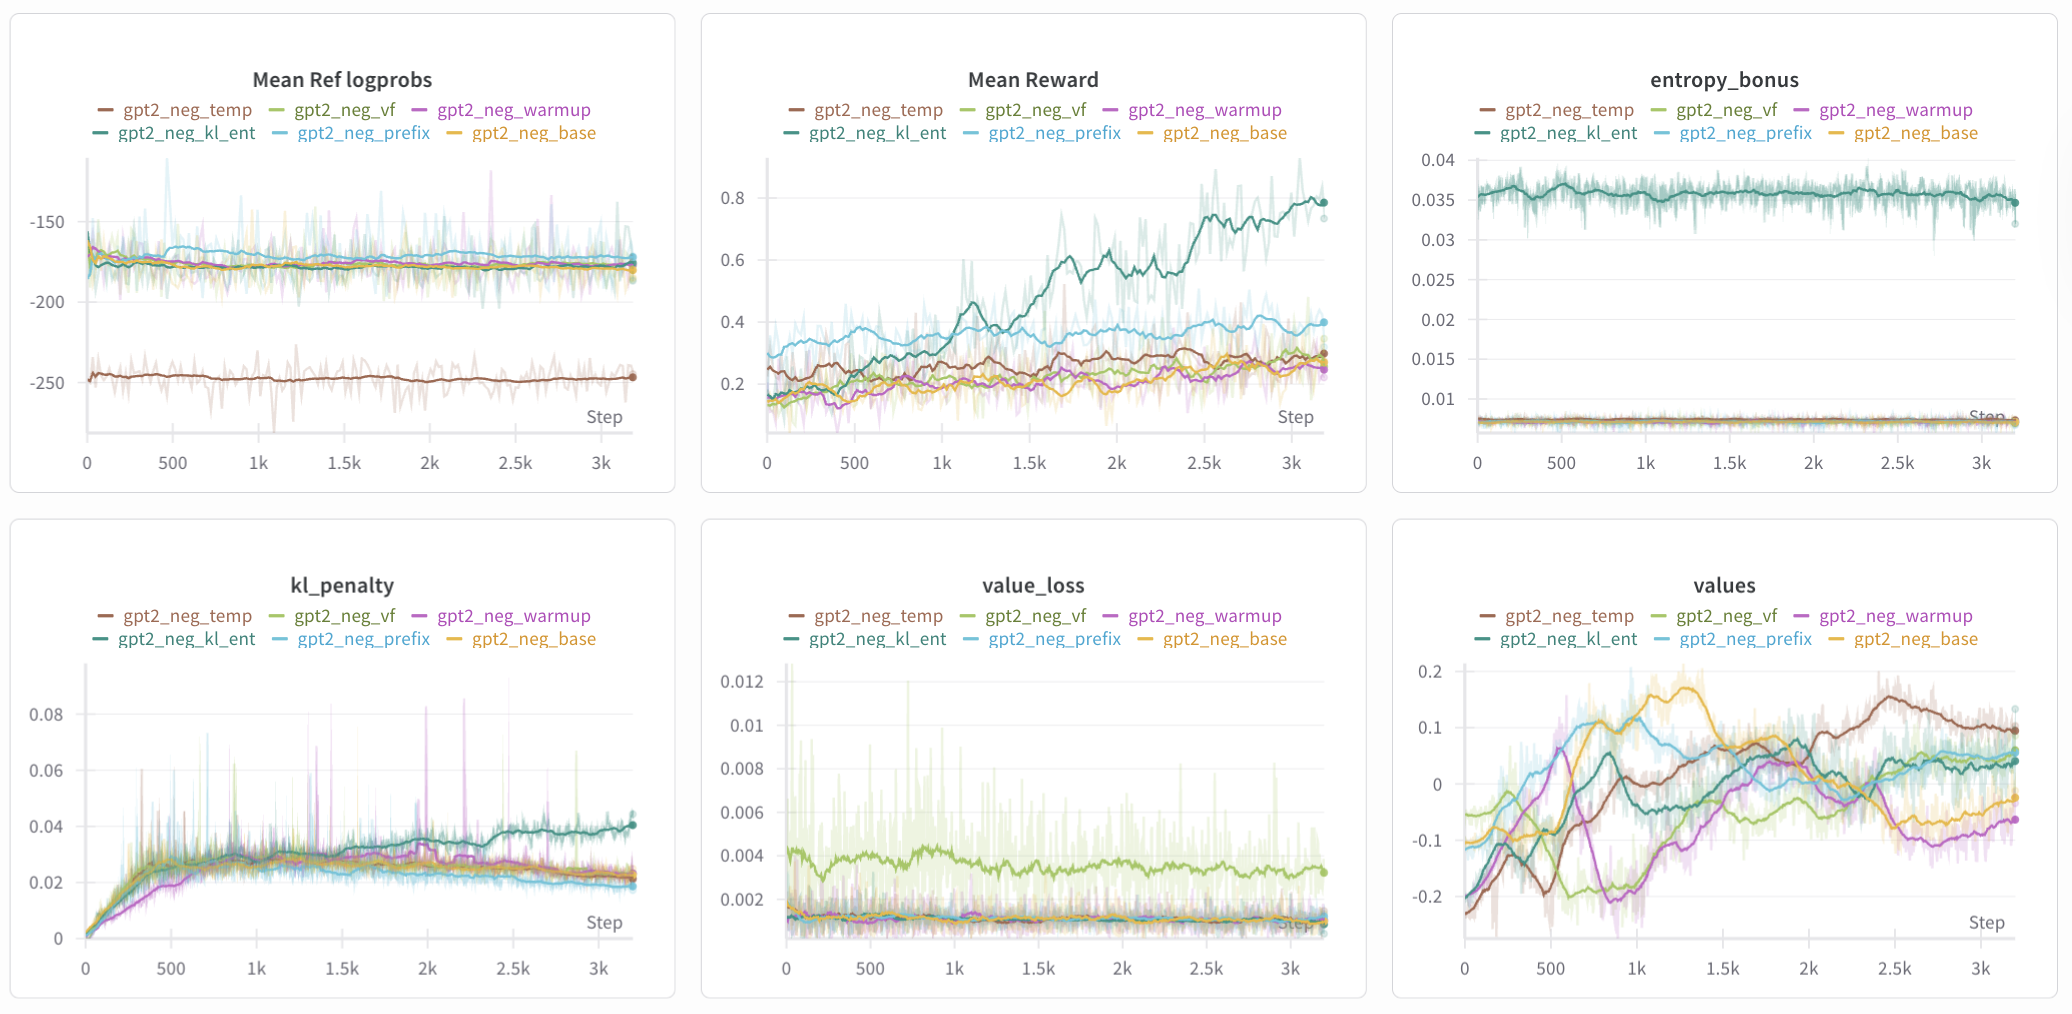 Mean Ref logprobs
gpt2_neg_temp gpt2_neg_vf gpt2_neg_warmup
gpt2_neg_kl_ent gpt2_neg_prefix gpt2_neg_base
-150
-200
-250
Step
0 500 1k 1.5k 2k 2.5k 3k
Mean Reward
gpt2_neg_temp gpt2_neg_vf gpt2_neg_warmup
gpt2_neg_kl_ent gpt2_neg_prefix gpt2_neg_base
0.8
0.6
0.4
0.2
Step
0 500 1k 1.5k 2k 2.5k 3k
entropy_bonus
gpt2_neg_temp gpt2_neg_vf gpt2_neg_warmup
gpt2_neg_kl_ent gpt2_neg_prefix gpt2_neg_base
0.04
0.035
0.03
0.025
0.02
0.015
0.01
Step
0 500 1k 1.5k 2k 2.5k 3k
kl_penalty
gpt2_neg_temp gpt2_neg_vf gpt2_neg_warmup
gpt2_neg_kl_ent gpt2_neg_prefix gpt2_neg_base
0.08
0.06
0.04
0.02
0
Step
0 500 1k 1.5k 2k 2.5k 3k
value_loss
gpt2_neg_temp gpt2_neg_vf gpt2_neg_warmup
gpt2_neg_kl_ent gpt2_neg_prefix gpt2_neg_base
0.012
0.01
0.008
0.006
0.004
0.002
Step
0 500 1k 1.5k 2k 2.5k 3k
values
gpt2_neg_temp gpt2_neg_vf gpt2_neg_warmup
gpt2_neg_kl_ent gpt2_neg_prefix gpt2_neg_base
0.2
0.1
0
-0.1
-0.2
Step
0 500 1k 1.5k 2k 2.5k 3k